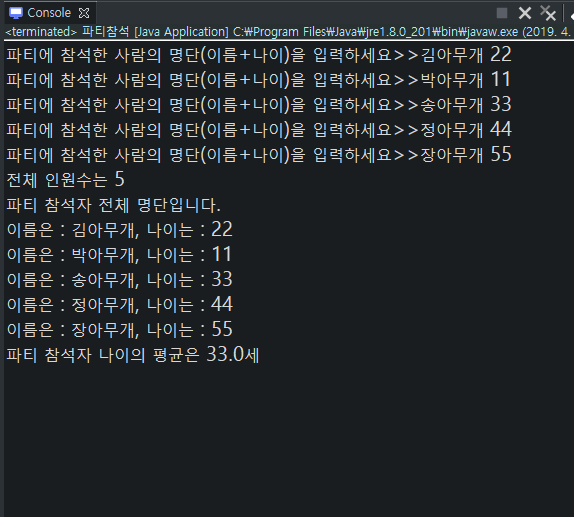 Console
<terminated> 파티참석 [Java Application] C:₩Program Files₩Java₩jre1.8.0_201₩bin₩javaw.exe (2019. 4.
파티에 참석한 사람의 명단(이름+나이)을 입력하세요>>김아무개 22
파티에 참석한 사람의 명단(이름+나이)을 입력하세요>>박아무개 11
파티에 참석한 사람의 명단(이름+나이)을 입력하세요>>송아무개 33
파티에 참석한 사람의 명단(이름+나이)을 입력하세요>>정아무개 44
파티에 참석한 사람의 명단(이름+나이)을 입력하세요>>장아무개 55
전체 인원수는 5
파티 참석자 전체 명단입니다.
이름은 : 김아무개, 나이는 : 22
이름은 : 박아무개, 나이는 : 11
이름은 : 송아무개, 나이는 : 33
이름은 : 정아무개, 나이는 : 44
이름은 : 장아무개, 나이는 : 55
파티 참석자 나이의 평균은 33.0세